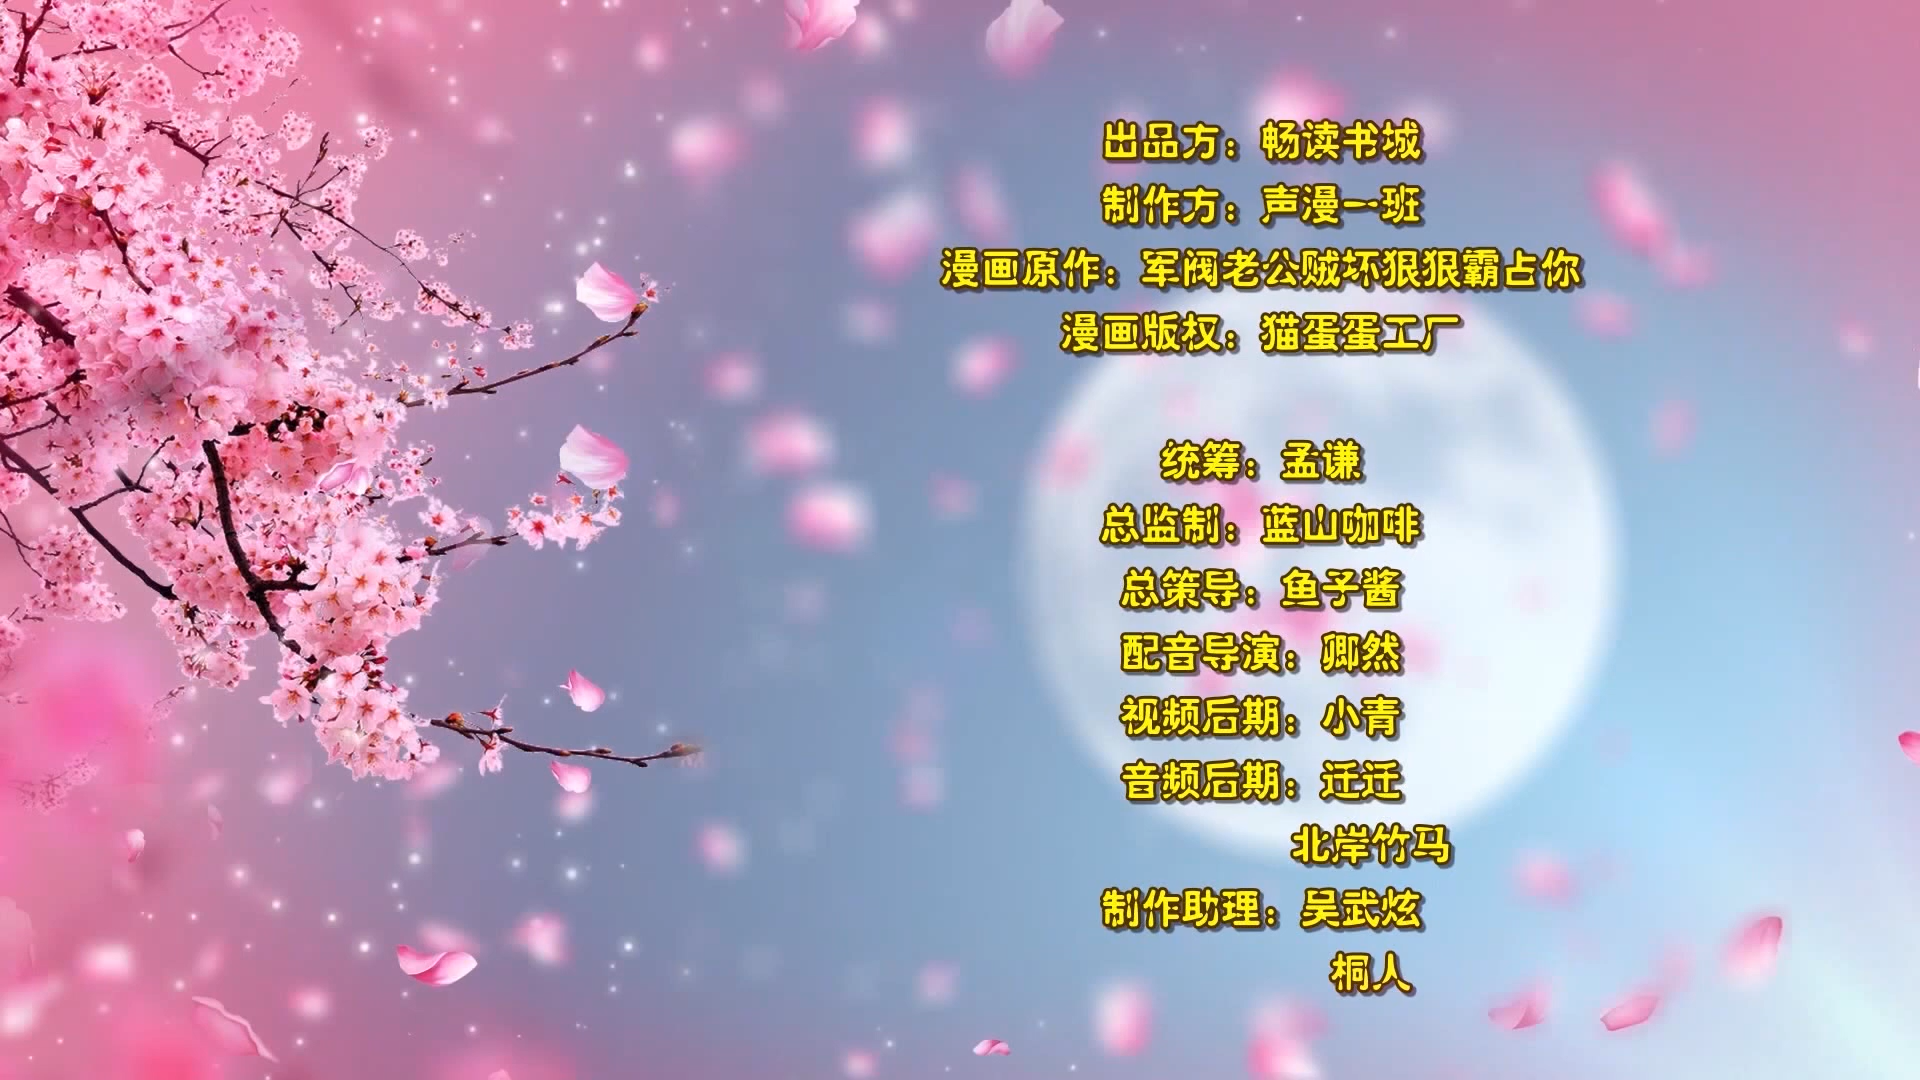 出品方：畅读书城
制作方：声漫一班
漫画原作：军阀老公贼坏狠狠霸占你
漫画版权：猫蛋蛋工厂
统筹：孟谦
总监制：蓝山咖啡
总策导：鱼子酱
配音导演：卿然
视频后期：小青
音频后期：迁迁
北岸竹马
制作助理：吴武炫
桐人